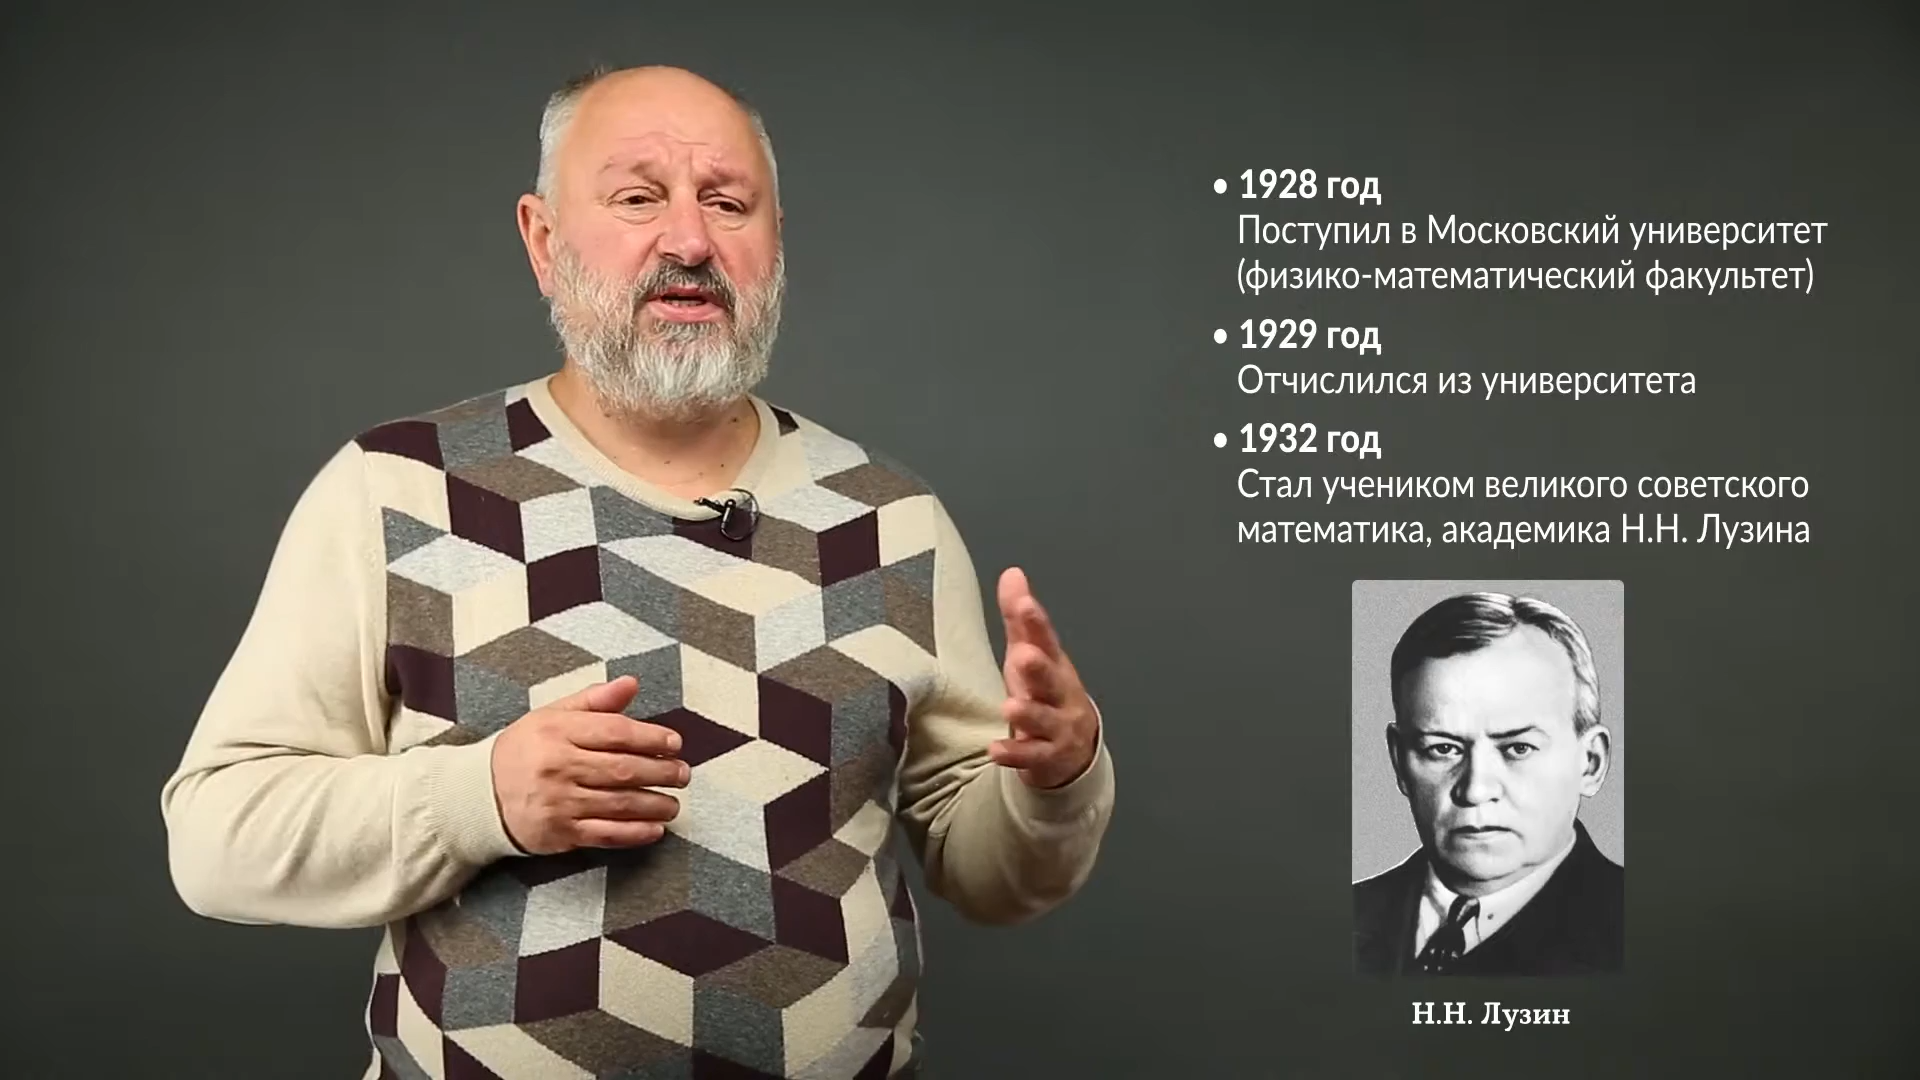 • 1928 год
Поступил в Московский университет
(физико-математический факультет)
• 1929 год
Отчислился из университета
• 1932 год
Стал учеником великого советского
математика, академика Н.Н. Лузина
Н.Н. Лузин